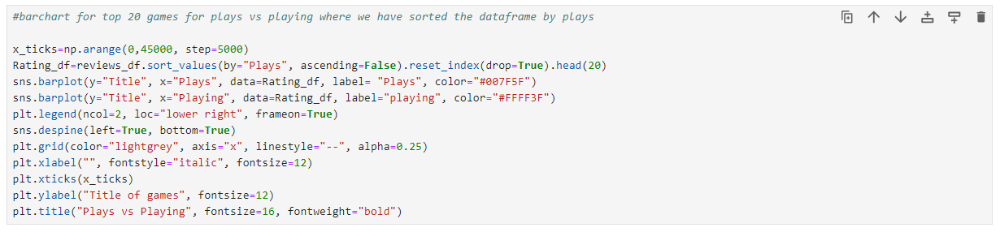 #barchart for top 20 games for plays vs playing where we have sorted the dataframe by plays
x_ticks=np.arange(0,45000, step=5000)
Rating_df=reviews_df.sort_values(by="Plays", ascending=False).reset_index(drop=True).head(20)
sns.barplot(y="Title", x="Plays", data=Rating_df, label= "Plays", color="#007F5F")
sns.barplot(y="Title", x="Playing", data=Rating_df, label="playing", color="#FFFF3F")
plt.legend(ncol=2, loc="lower right", frameon=True)
sns.despine(left=True, bottom=True)
plt.grid(color="lightgrey", axis="x", linestyle="--", alpha=0.25)
plt.xlabel("", fontstyle="italic", fontsize=12)
plt.xticks(x_ticks)
plt.ylabel("Title of games", fontsize=12)
plt.title("Plays vs Playing", fontsize=16, fontweight="bold")